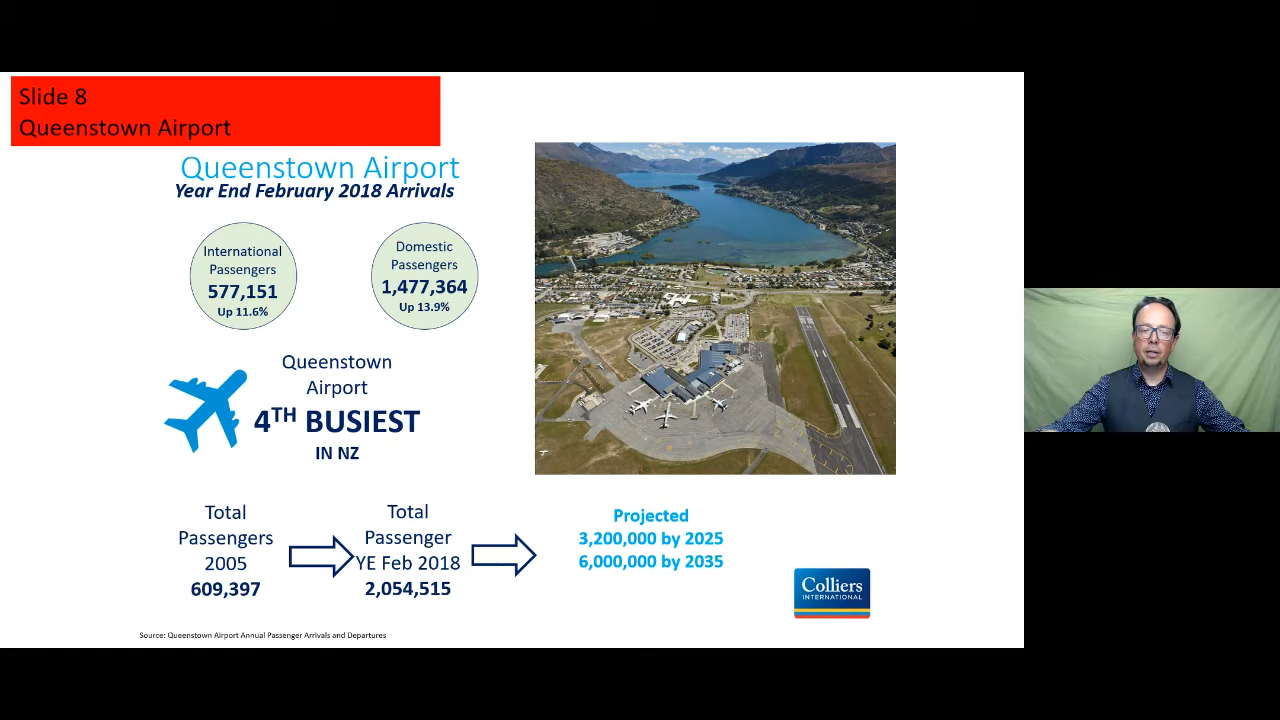 Slide 8
Queenstown Airport
Queenstown Airport
Year End February 2018 Arrivals
International
Passengers
577,151
Up 11.6%
Domestic
Passengers
1,477,364
Up 13.9%
Queenstown
Airport
4TH BUSIEST
IN NZ
Total
Passengers
2005
609,397
Total
Passenger
YE Feb 2018
2,054,515
Projected
3,200,000 by 2025
6,000,000 by 2035
Colliers
INTERNATIONAL
Source: Queenstown Airport Annual Passenger Arrivals and Departures